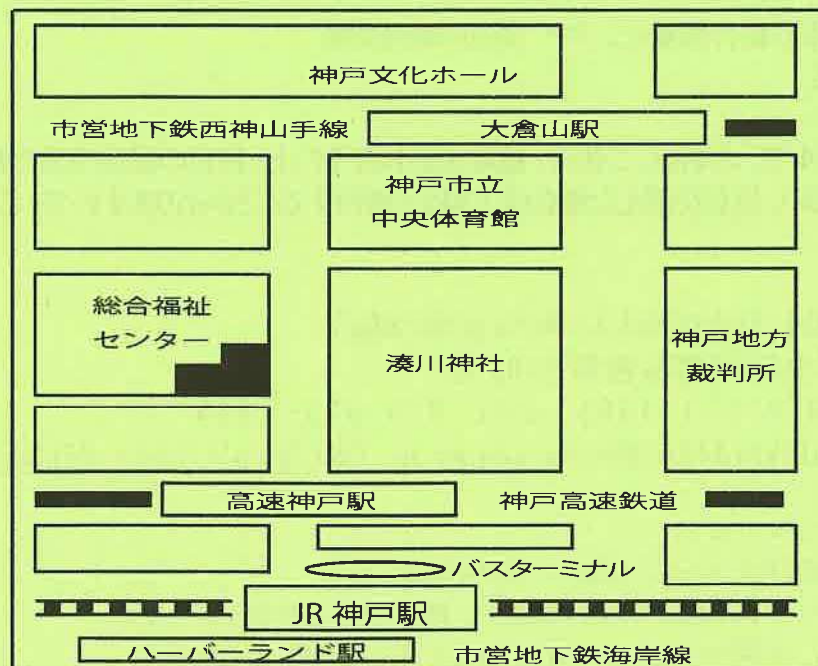 神戸文化ホール
市営地下鉄西神山手線
大倉山駅
神戸市立
中央体育館
総合福祉
センター
湊川神社
神戸地方
裁判所
高速神戸駅
神戸高速鉄道
バスターミナル
JR 神戸駅
ハーバーランド駅
市営地下鉄海岸線